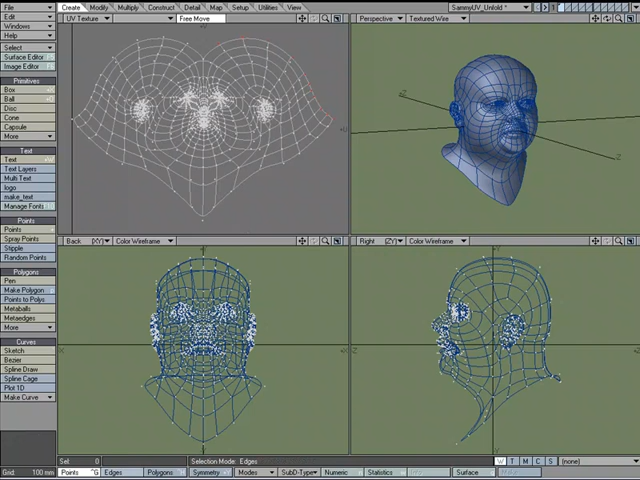 File
Edit
Windows
Help
Select
Surface Editor
Image Editor
Primitives
Box
Ball
Disc
Cone
Capsule
More
Text
Text
Text Layers
Multi Text
logo
make_text
Manage Fonts
Points
Points
Spray Points
Stipple
Random Points
Polygons
Pen
Make Polygon
Points to Polys
Metaballs
Metaedges
More
Curves
Sketch
Bezier
Spline Draw
Spline Cage
Plot 1D
Make Curve
Create Modify Multiply Construct Detail Map Setup Utilities View
SammyUV_Unfold *
1
UV Texture
Free Move
Perspective
Textured Wire
Back (XY) Color Wireframe
Right (ZY) Color Wireframe
Sel: 0
Selection Mode: Edges
W T M C S (none)
Grid: 100 mm
Points ^G Edges Polygons Symmetry Modes SubD-Type Numeric Statistics Surface